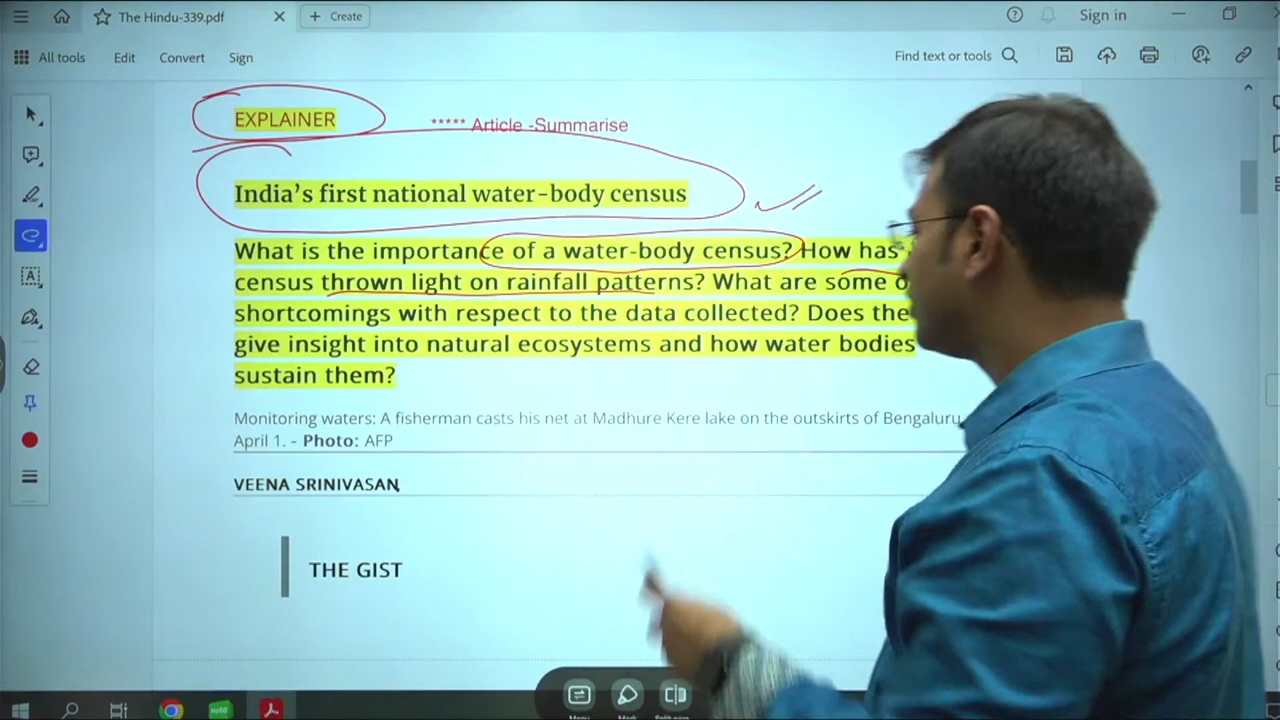 The Hindu-339.pdf
Create
Sign in
All tools
Edit
Convert
Sign
Find text or tools
EXPLAINER
***** Article -Summarise
India's first national water-body census
What is the importance of a water-body census? How has
census thrown light on rainfall patterns? What are some
shortcomings with respect to the data collected? Does the
give insight into natural ecosystems and how water bodies
sustain them?
Monitoring waters: A fisherman casts his net at Madhure Kere lake on the outskirts of Bengaluru
April 1. - Photo: AFP
VEENA SRINIVASAN,
THE GIST